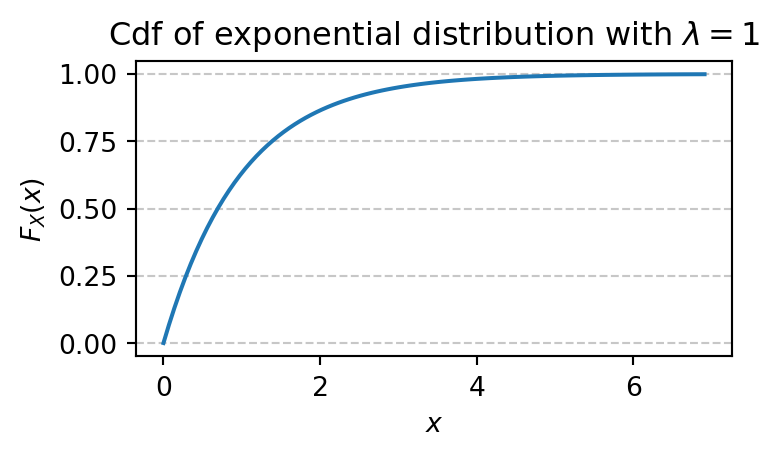 Cdf of exponential distribution with λ = 1
1.00
0.75
0.50
0.25
0.00
F_X(x)
0 2 4 6
x